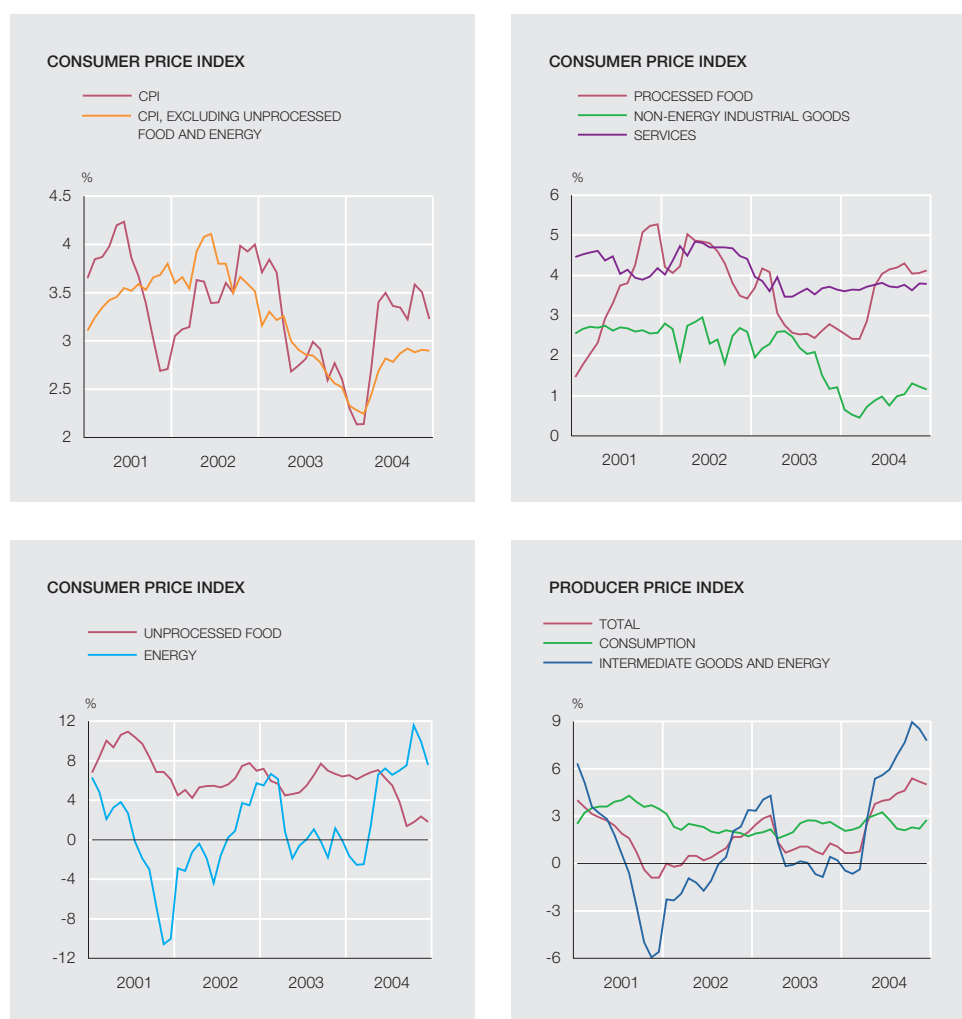 CONSUMER PRICE INDEX
CPI
CPI, EXCLUDING UNPROCESSED
FOOD AND ENERGY
%
4.5
4
3.5
3
2.5
2
2001 2002 2003 2004
CONSUMER PRICE INDEX
PROCESSED FOOD
NON-ENERGY INDUSTRIAL GOODS
SERVICES
%
6
5
4
3
2
1
0
2001 2002 2003 2004
CONSUMER PRICE INDEX
UNPROCESSED FOOD
ENERGY
%
12
8
4
0
-4
-8
-12
2001 2002 2003 2004
PRODUCER PRICE INDEX
TOTAL
CONSUMPTION
INTERMEDIATE GOODS AND ENERGY
%
9
6
3
0
-3
-6
2001 2002 2003 2004